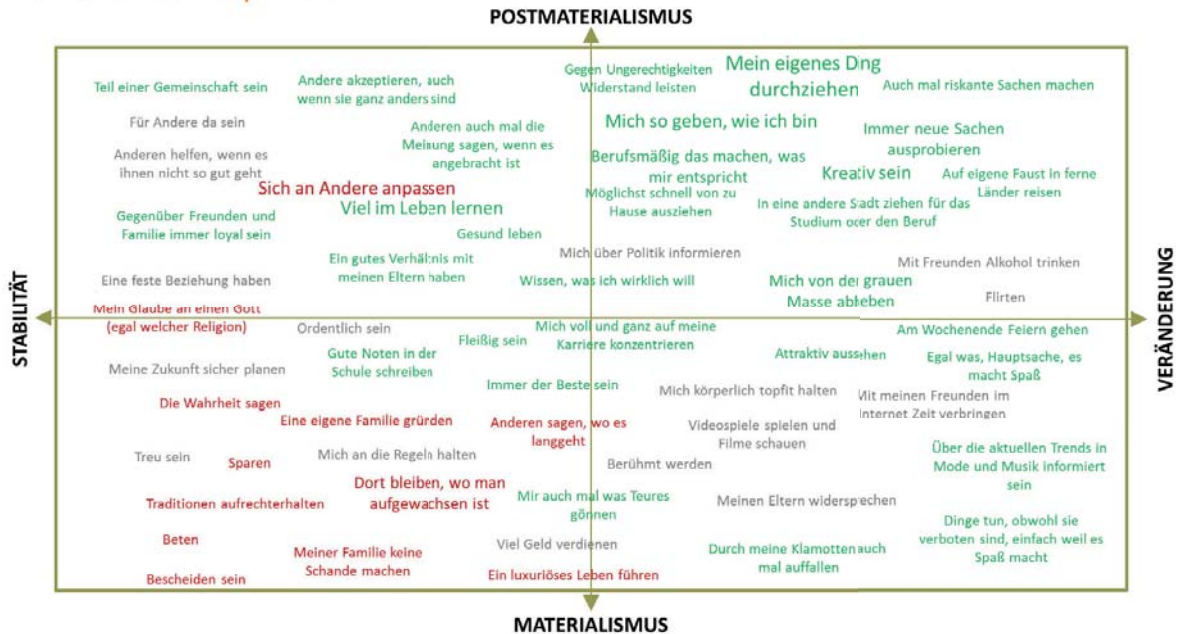 POSTMATERIALISMUS
Teil einer Gemeinschaft sein
Andere akzeptieren, auch
wenn sie ganz anders sind
Gegen Ungerechtigkeiten
Widerstand leisten
Mein eigenes Ding
durchziehen
Auch mal riskante Sachen machen
Für Andere da sein
Anderen auch mal die
Meinung sagen, wenn es
angebracht ist
Mich so geben, wie ich bin
Immer neue Sachen
ausprobieren
Anderen helfen, wenn es
ihnen nicht so gut geht
Berufsmäßig das machen, was
mir entspricht
Kreativ sein
Auf eigene Faust in ferne
Länder reisen
Sich an Andere anpassen
Viel im Leben lernen
Möglichst schnell von zu
Hause ausziehen
In eine andere Stadt ziehen für das
Studium oder den Beruf
Gegenüber Freunden und
Familie immer loyal sein
Gesund leben
Mich über Politik informieren
Ein gutes Verhältnis mit
meinen Eltern haben
Mit Freunden Alkohol trinken
Eine feste Beziehung haben
Wissen, was ich wirklich will
Mich von der grauen
Masse abheben
Flirten
Mein Glaube an einen Gott
(egal welcher Religion)
STABILITÄT
VERÄNDERUNG
Ordentlich sein
Fleißig sein
Mich voll und ganz auf meine
Karriere konzentrieren
Am Wochenende Feiern gehen
Meine Zukunft sicher planen
Gute Noten in der
Schule schreiben
Attraktiv aussehen
Egal was, Hauptsache, es
macht Spaß
Immer der Beste sein
Mich körperlich topfit halten
Mit meinen Freunden im
Internet Zeit verbringen
Die Wahrheit sagen
Eine eigene Familie gründen
Anderen sagen, wo es
langgeht
Videospiele spielen und
Filme schauen
Treu sein
Sparen
Mich an die Regeln halten
Berühmt werden
Über die aktuellen Trends in
Mode und Musik informiert
sein
Traditionen aufrechterhalten
Dort bleiben, wo man
aufgewachsen ist
Mir auch mal was Teures
gönnen
Meinen Eltern widersprechen
Beten
Meiner Familie keine
Schande machen
Viel Geld verdienen
Durch meine Klamotten auch
mal auffallen
Dinge tun, obwohl sie
verboten sind, einfach weil es
Spaß macht
Bescheiden sein
Ein luxuriöses Leben führen
MATERIALISMUS